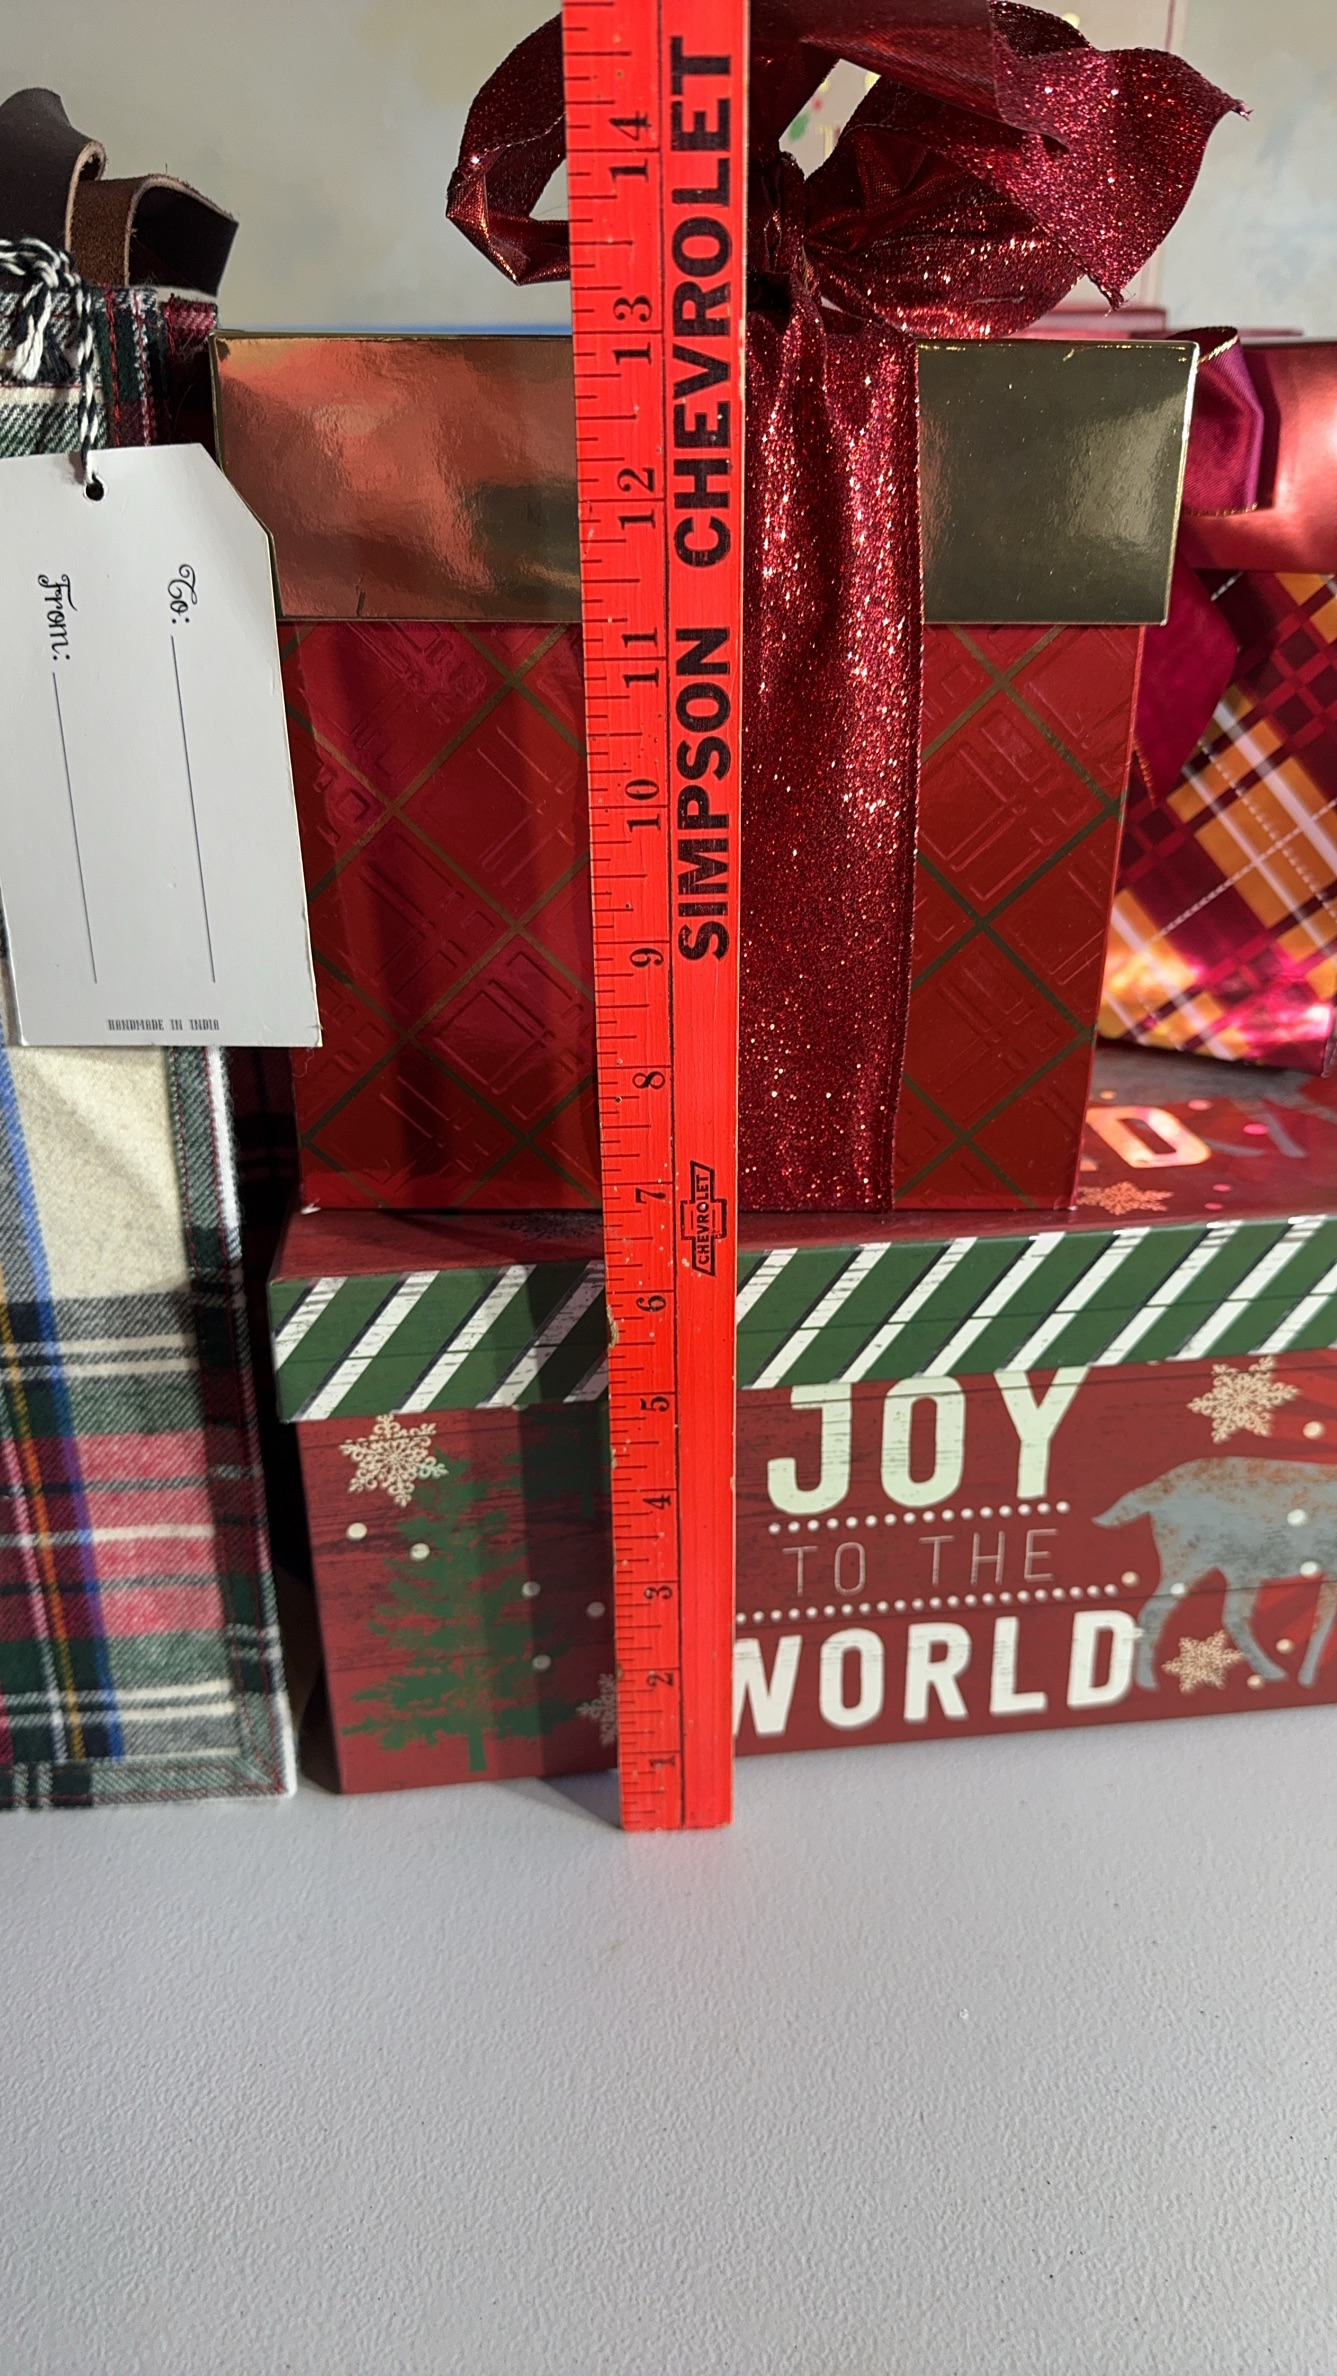 SIMPSON CHEVROLET
14
13
12
11
10
9
8
7
6
5
4
3
2
1
CHEVROLET
To:
From:
HANDMADE IN INDIA
D
JOY
TO THE
WORLD